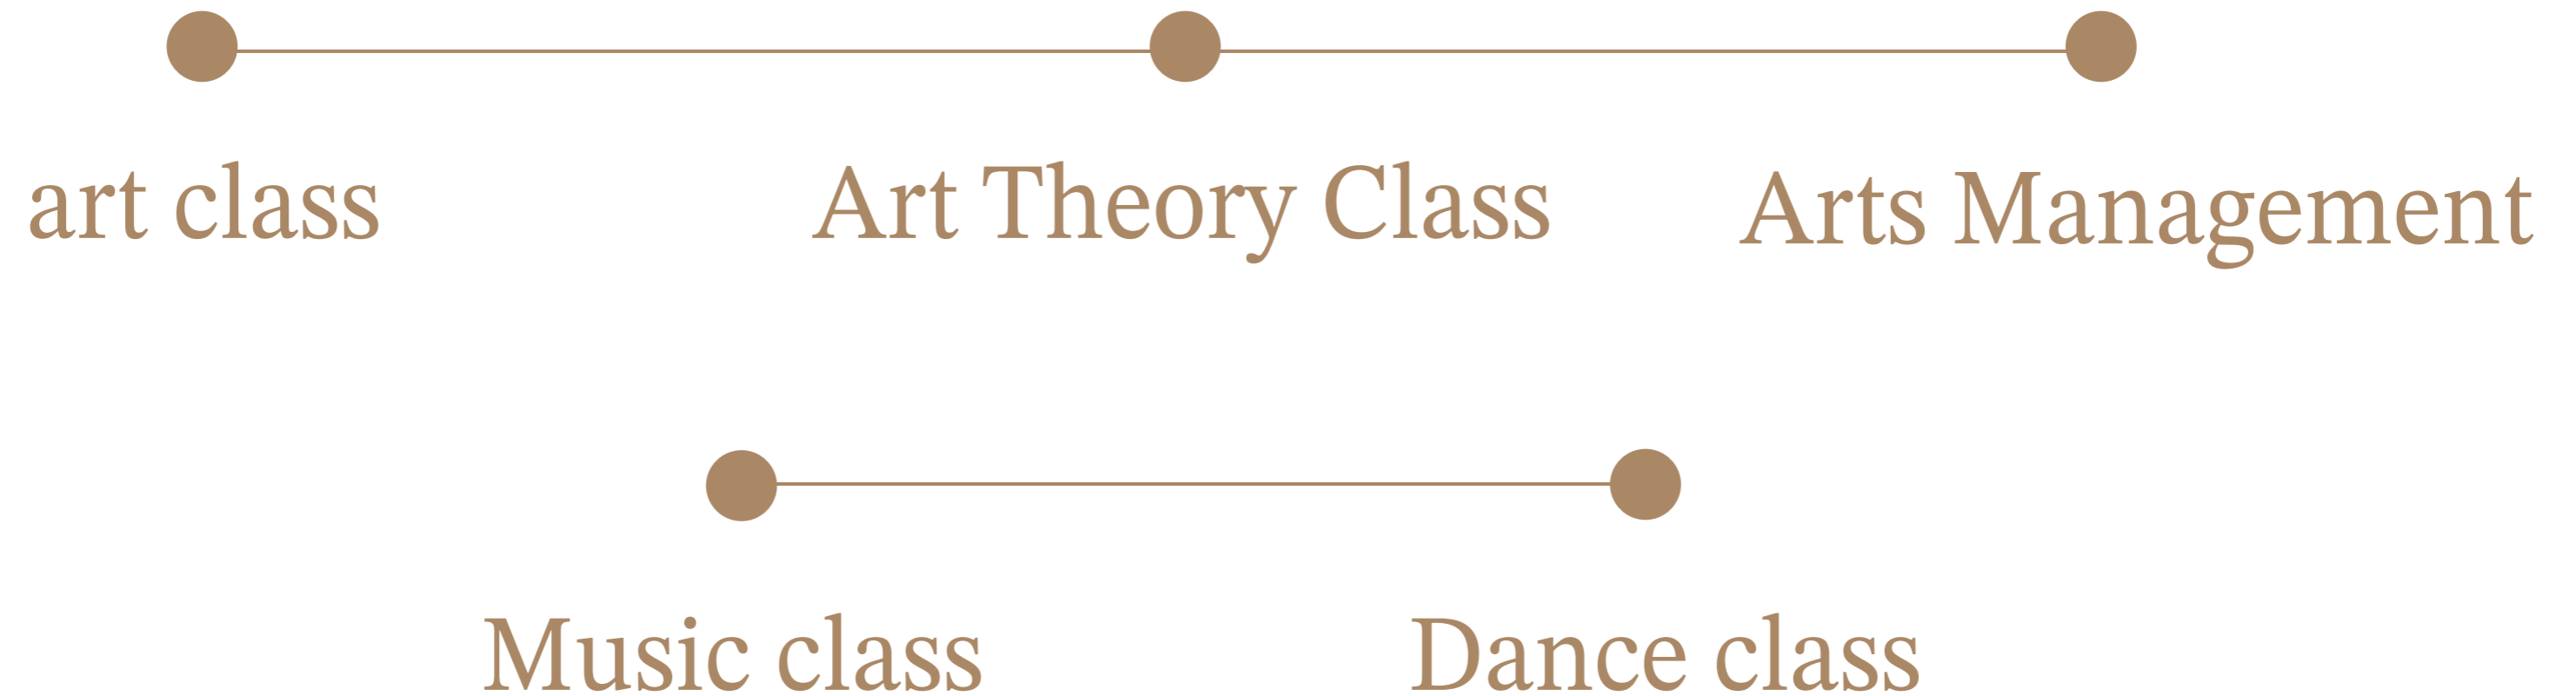 art class
Art Theory Class
Arts Management
Music class
Dance class